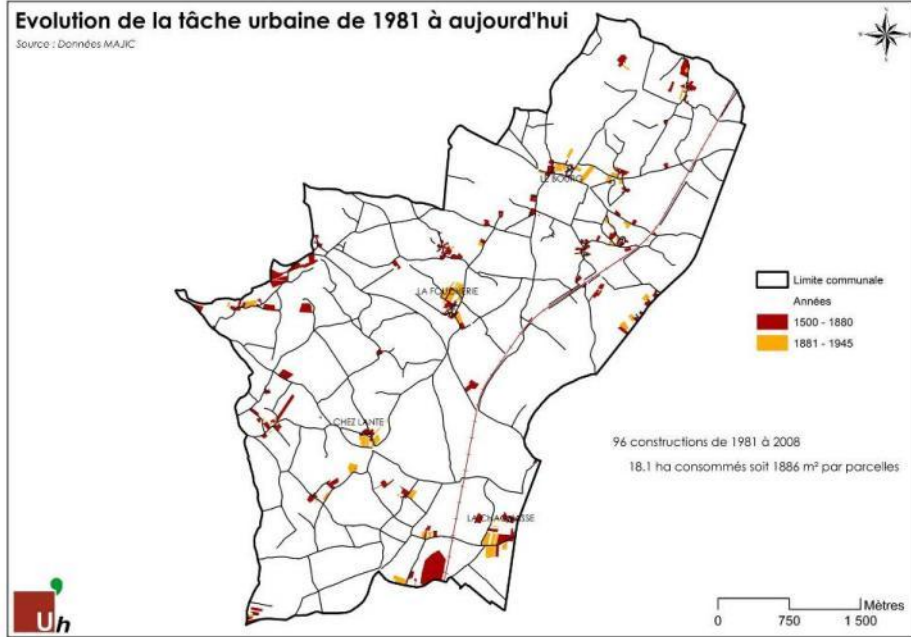 Evolution de la tâche urbaine de 1981 à aujourd'hui
Source : Données MAJIC
LE BOURG
LA FOUCHERIE
CHEZ LANTE
Limite communale
Années
1500 - 1880
1881 - 1945
96 constructions de 1981 à 2008
18,1 ha consommés soit 1886 m² par parcelles
Uh
Mètres
0 750 1 500